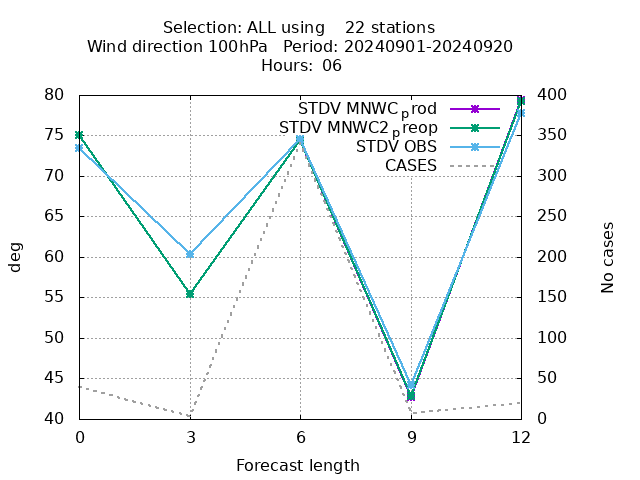 Selection: ALL using    22 stations
Wind direction 100hPa   Period: 20240901-20240920
Hours: 06
STDV MNWC_prod
STDV MNWC2_preop
STDV OBS
CASES
80
75
70
65
60
55
50
45
40
deg
400
350
300
250
200
150
100
50
0
No cases
0 3 6 9 12
Forecast length